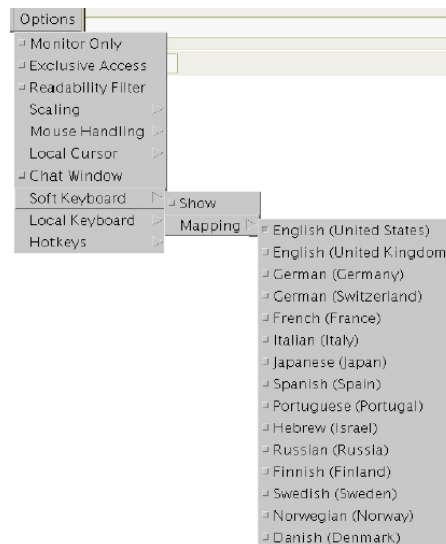 Options
Monitor Only
Exclusive Access
Readability Filter
Scaling
Mouse Handling
Local Cursor
Chat Window
Soft Keyboard
Local Keyboard
Hotkeys
Show
Mapping
English (United States)
English (United Kingdom
German (Germany)
German (Switzerland)
French (France)
Italian (Italy)
Japanese (Japan)
Spanish (Spain)
Portuguese (Portugal)
Hebrew (Israel)
Russian (Russia)
Finnish (Finland)
Swedish (Sweden)
Norwegian (Norway)
Danish (Denmark)